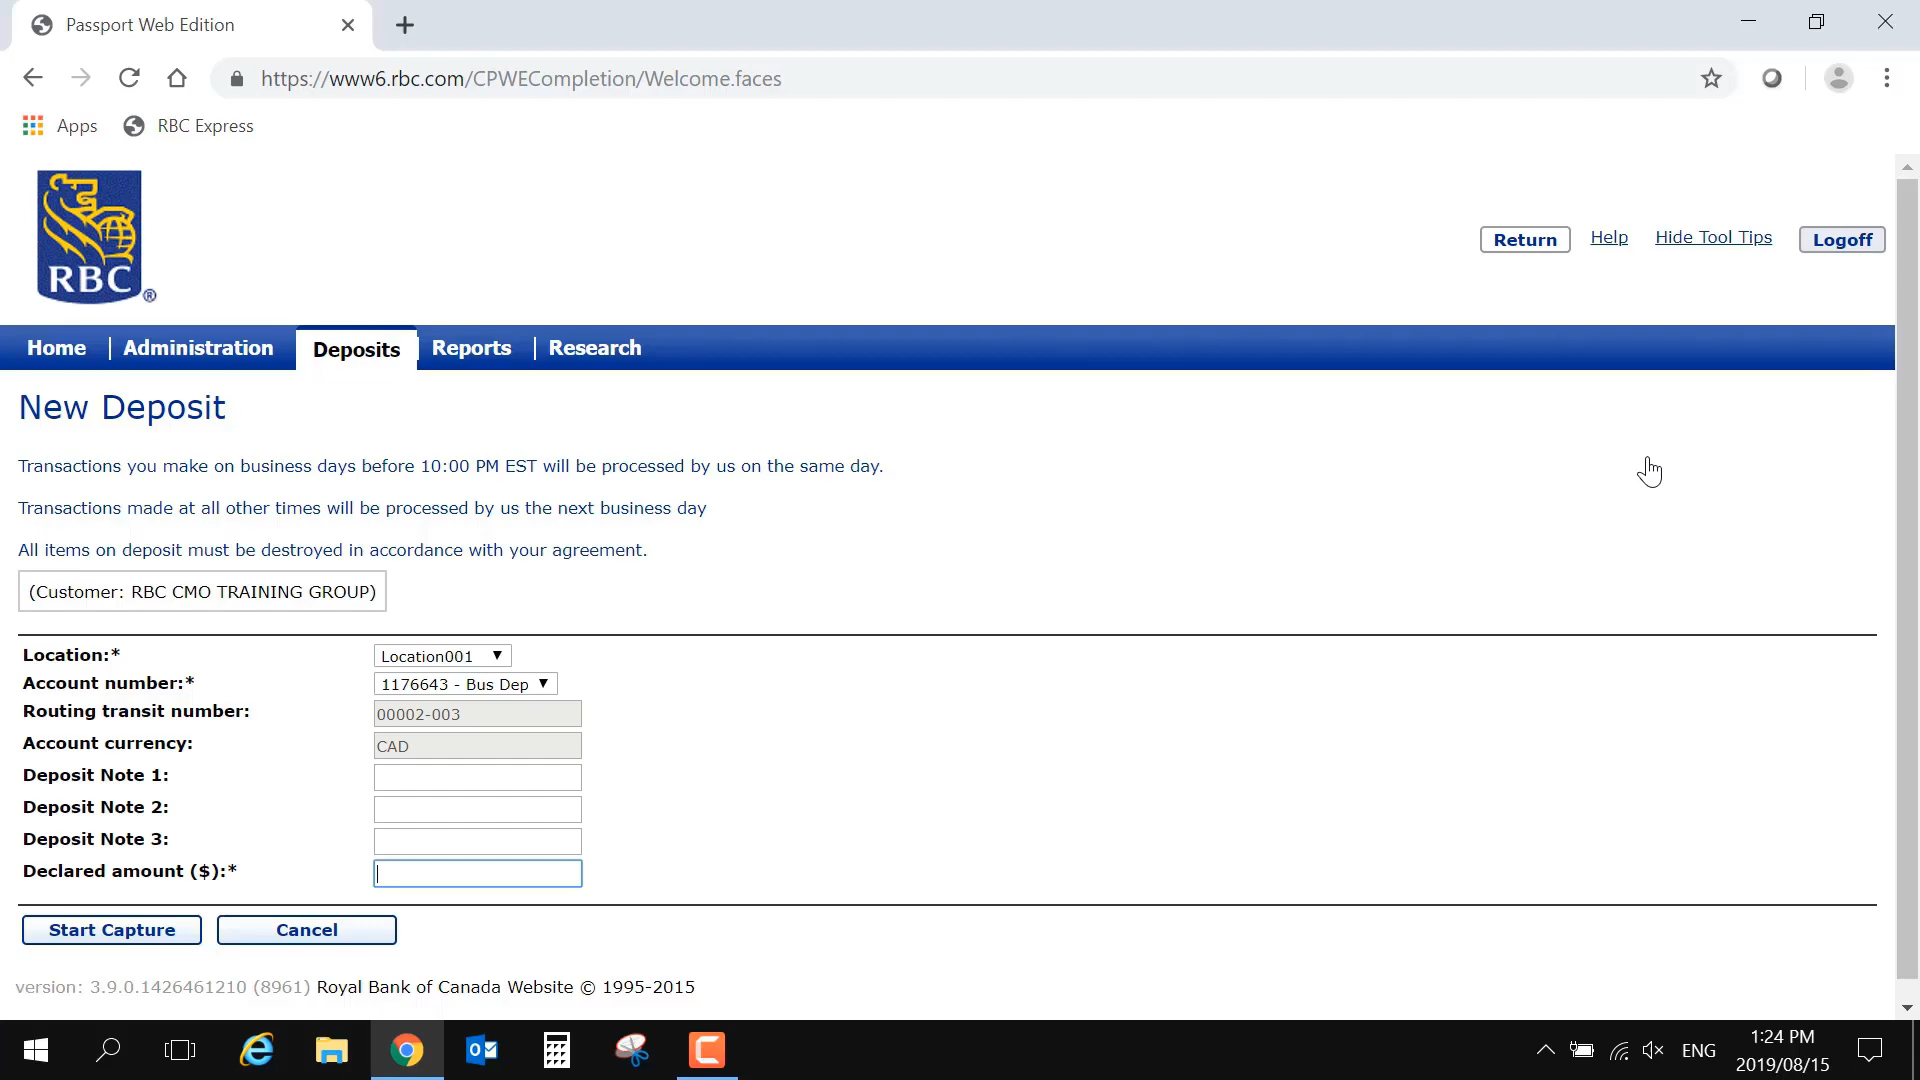 Passport Web Edition
https://www6.rbc.com/CPWECompletion/Welcome.faces
Apps RBC Express
RBC ®
Return Help Hide Tool Tips Logoff
Home | Administration Deposits Reports | Research
New Deposit
Transactions you make on business days before 10:00 PM EST will be processed by us on the same day.
Transactions made at all other times will be processed by us the next business day
All items on deposit must be destroyed in accordance with your agreement.
(Customer: RBC CMO TRAINING GROUP)
Location:* Location001
Account number:* 1176643 - Bus Dep
Routing transit number: 00002-003
Account currency: CAD
Deposit Note 1:
Deposit Note 2:
Deposit Note 3:
Declared amount ($):*
Start Capture Cancel
version: 3.9.0.1426461210 (8961) Royal Bank of Canada Website © 1995-2015
ENG 1:24 PM
2019/08/15